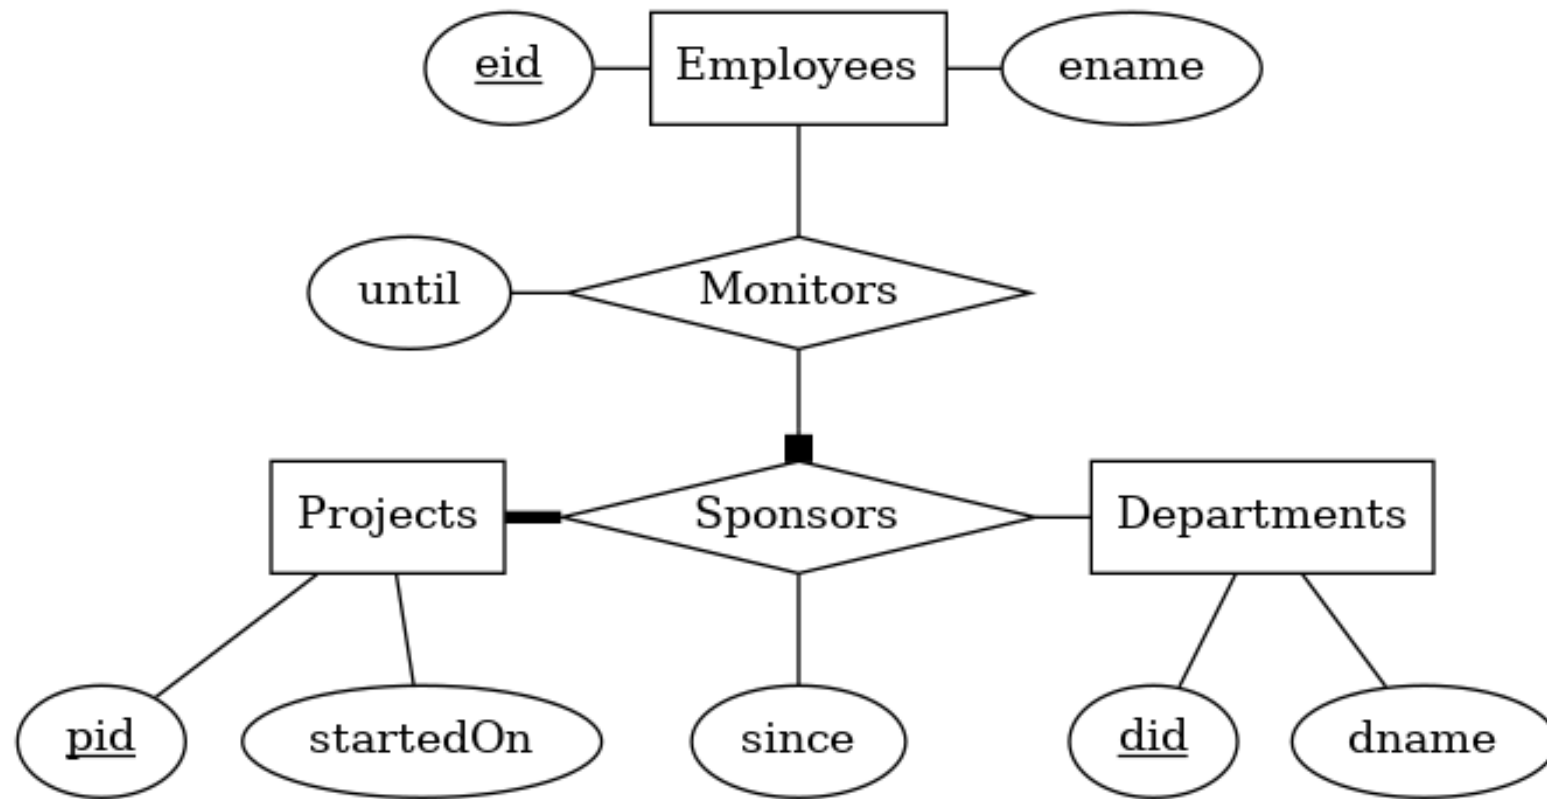 eid
Employees
ename
until
Monitors
Projects
Sponsors
Departments
pid
startedOn
since
did
dname